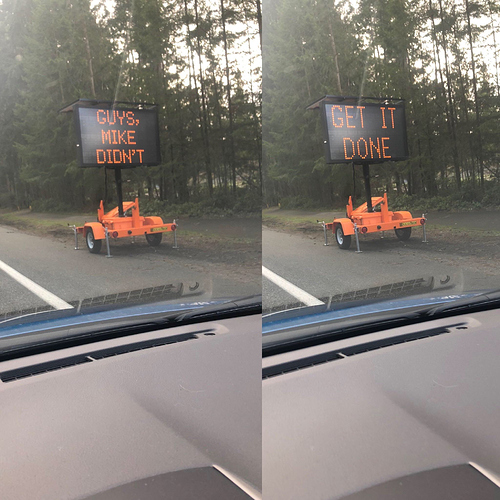 GUYS,
MIKE
DIDN'T
GET IT
DONE